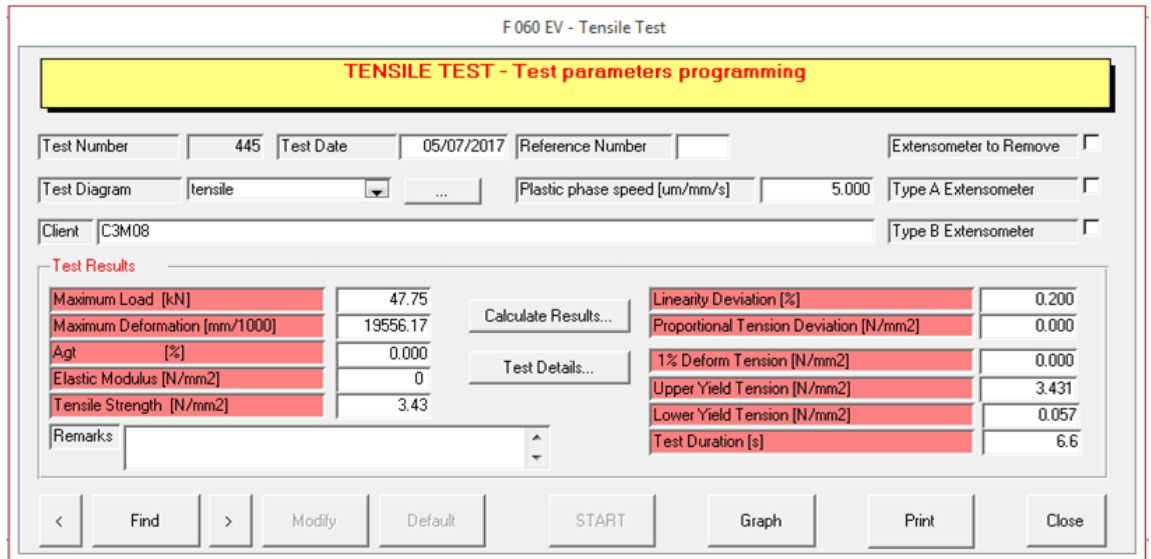 F060 EV - Tensile Test
TENSILE TEST - Test parameters programming
Test Number 445 Test Date 05/07/2017 Reference Number Extensometer to Remove
Test Diagram tensile ... Plastic phase speed [um/mm/s] 5.000 Type A Extensometer
Client C3M08 Type B Extensometer
Test Results
Maximum Load [kN] 47.75 Calculate Results... Linearity Deviation [%] 0.200
Maximum Deformation [mm/1000] 19556.17 Proportional Tension Deviation [N/mm2] 0.000
Agt [%] 0.000 Test Details... 1% Deform Tension [N/mm2] 0.000
Elastic Modulus [N/mm2] 0 Upper Yield Tension [N/mm2] 3.431
Tensile Strength [N/mm2] 3.43 Lower Yield Tension [N/mm2] 0.057
Remarks Test Duration [s] 6.6
< Find > Modify Default START Graph Print Close